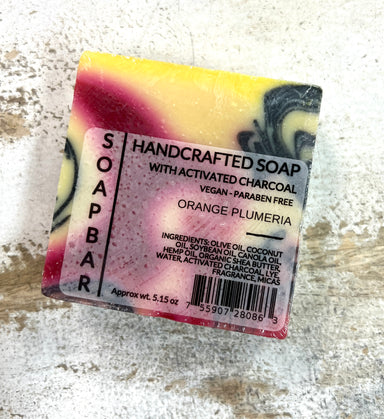 SOAPBAR
HANDCRAFTED SOAP
WITH ACTIVATED CHARCOAL
VEGAN - PARABEN FREE
ORANGE PLUMERIA
INGREDIENTS: OLIVE OIL, COCONUT
OIL, SOYBEAN OIL, CANOLA OIL,
HEMP OIL, ORGANIC SHEA BUTTER,
WATER, ACTIVATED CHARCOAL, LYE,
FRAGRANCE, MICAS
Approx wt. 5.15 oz
7 55907 28086 3